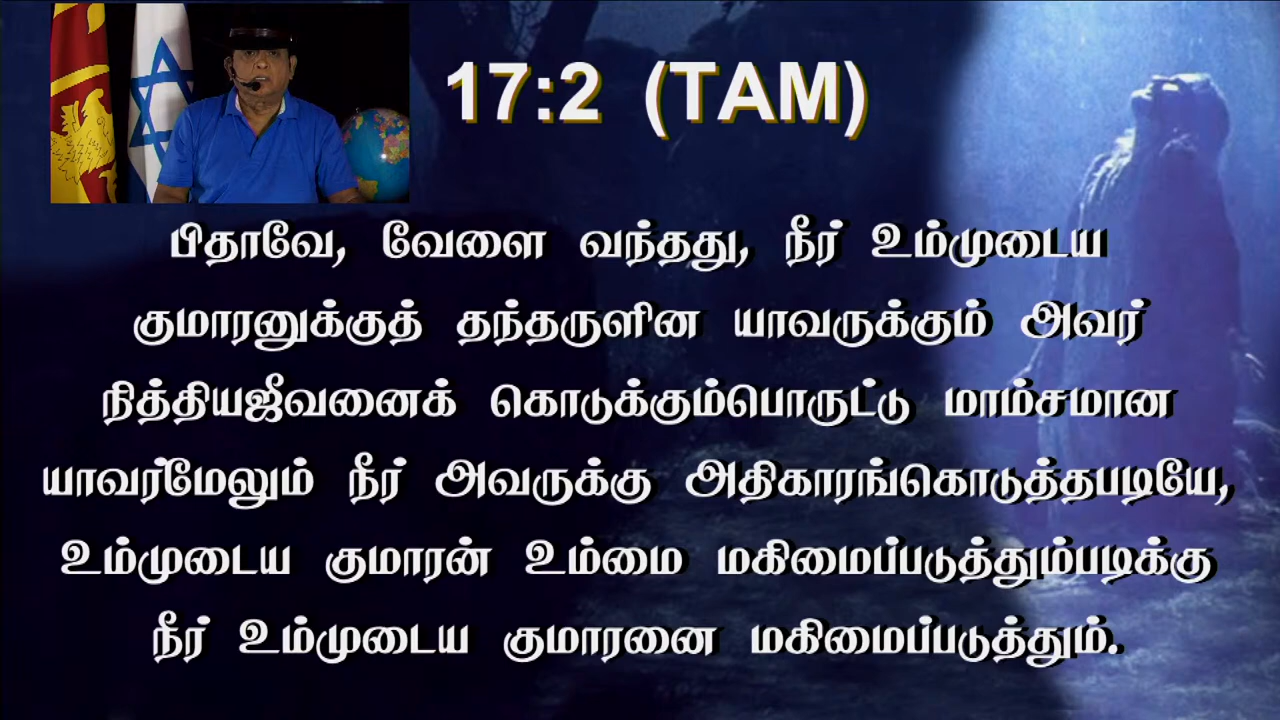 17:2 (TAM)
பிதாவே, வேளை வந்தது, நீர் உம்முடைய
குமாரனுக்குத் தந்தருளின யாவருக்கும் அவர்
நித்தியஜீவனைக் கொடுக்கும்பொருட்டு மாம்சமான
யாவர்மேலும் நீர் அவருக்கு அதிகாரங்கொடுத்தபடியே,
உம்முடைய குமாரன் உம்மை மகிமைப்படுத்தும்படிக்கு
நீர் உம்முடைய குமாரனை மகிமைப்படுத்தும்.